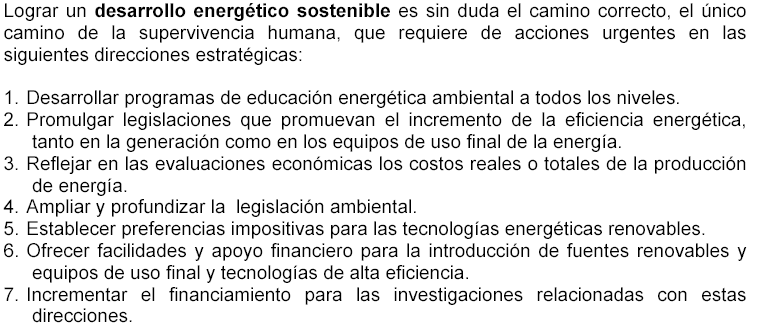 Lograr un desarrollo energético sostenible es sin duda el camino correcto, el único
camino de la supervivencia humana, que requiere de acciones urgentes en las
siguientes direcciones estratégicas:
1. Desarrollar programas de educación energética ambiental a todos los niveles.
2. Promulgar legislaciones que promuevan el incremento de la eficiencia energética,
tanto en la generación como en los equipos de uso final de la energía.
3. Reflejar en las evaluaciones económicas los costos reales o totales de la producción
de energía.
4. Ampliar y profundizar la legislación ambiental.
5. Establecer preferencias impositivas para las tecnologías energéticas renovables.
6. Ofrecer facilidades y apoyo financiero para la introducción de fuentes renovables y
equipos de uso final y tecnologías de alta eficiencia.
7. Incrementar el financiamiento para las investigaciones relacionadas con estas
direcciones.